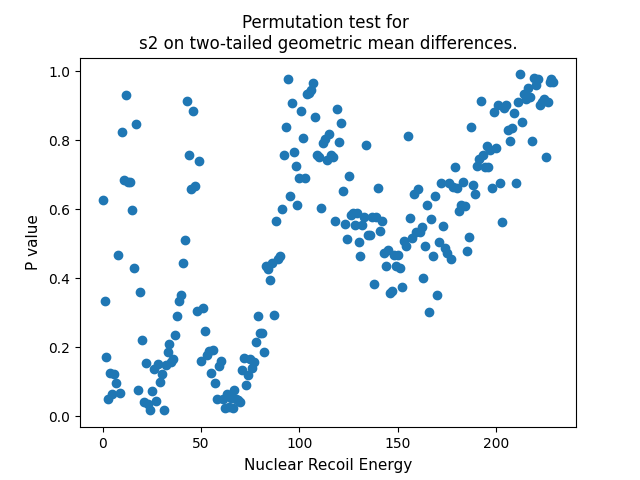 Permutation test for
s2 on two-tailed geometric mean differences.
1.0
0.8
0.6
0.4
0.2
0.0
P value
0
50
100
150
200
Nuclear Recoil Energy